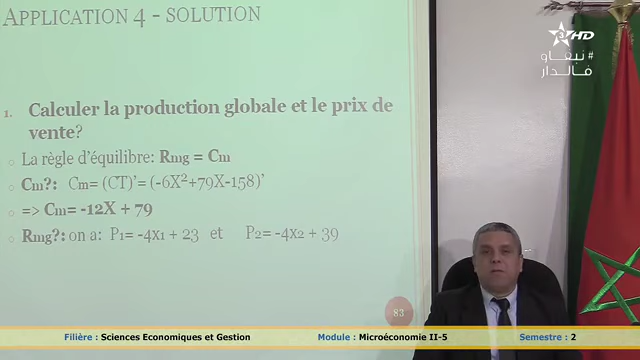 APPLICATION 4 - SOLUTION
3 HD
#نبقاو
فالدار
1. Calculer la production globale et le prix de
vente?
La règle d'équilibre: Rmg = Cm
Cm?: Cm= (CT)'= (-6X²+79X-158)'
=> Cm= -12X + 79
Rmg?: on a: P1= -4x1 + 23 et P2= -4x2 + 39
83
Filière : Sciences Economiques et Gestion Module : Microéconomie II-5 Semestre : 2